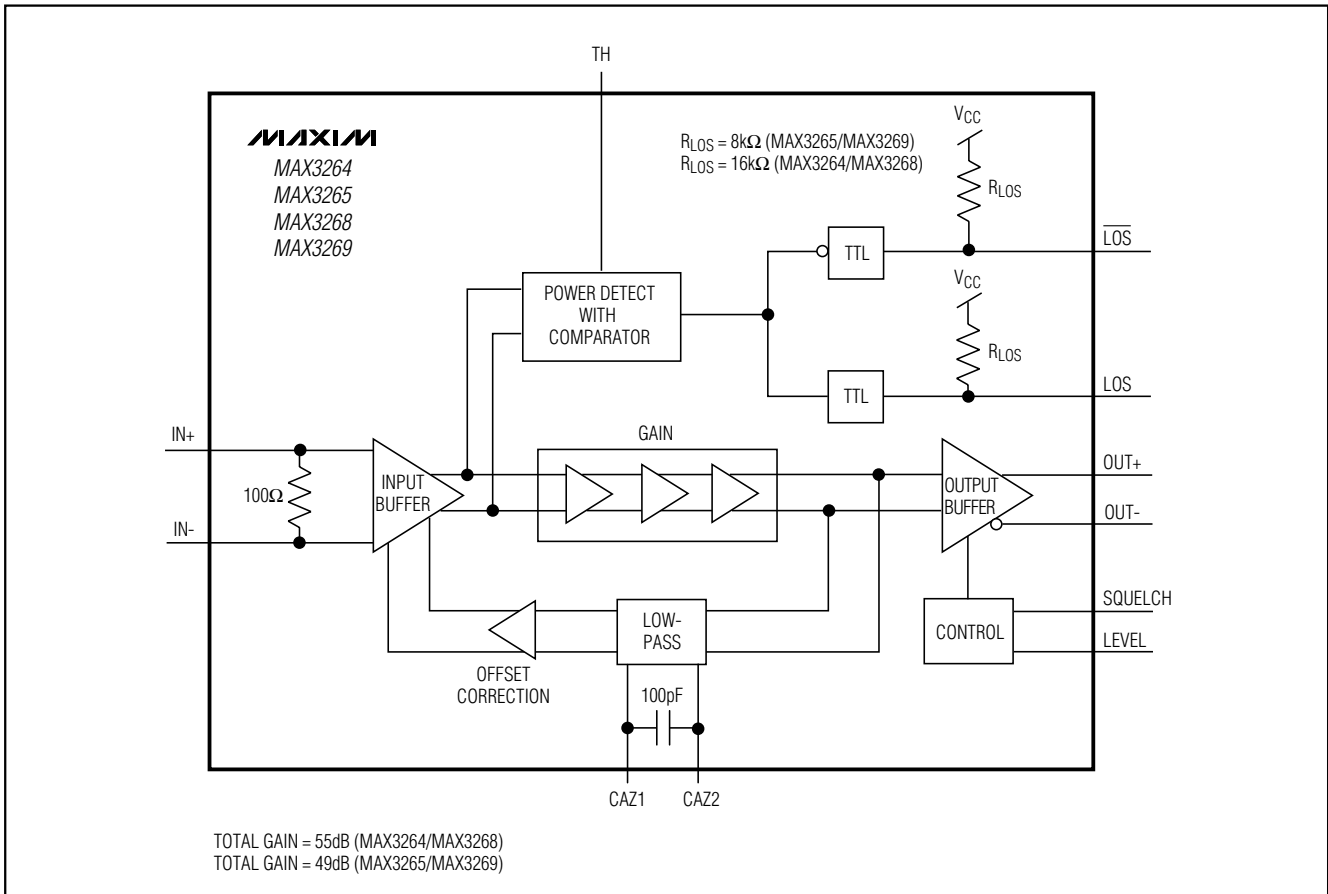 TH
MAXIM
MAX3264
MAX3265
MAX3268
MAX3269
RLOS = 8kΩ (MAX3265/MAX3269)
RLOS = 16kΩ (MAX3264/MAX3268)
VCC
RLOS
LOS
TTL
POWER DETECT
WITH
COMPARATOR
VCC
RLOS
TTL
LOS
IN+
GAIN
100Ω
INPUT
BUFFER
OUTPUT
BUFFER
OUT+
OUT-
IN-
LOW-
PASS
OFFSET
CORRECTION
100pF
CONTROL
SQUELCH
LEVEL
CAZ1
CAZ2
TOTAL GAIN = 55dB (MAX3264/MAX3268)
TOTAL GAIN = 49dB (MAX3265/MAX3269)